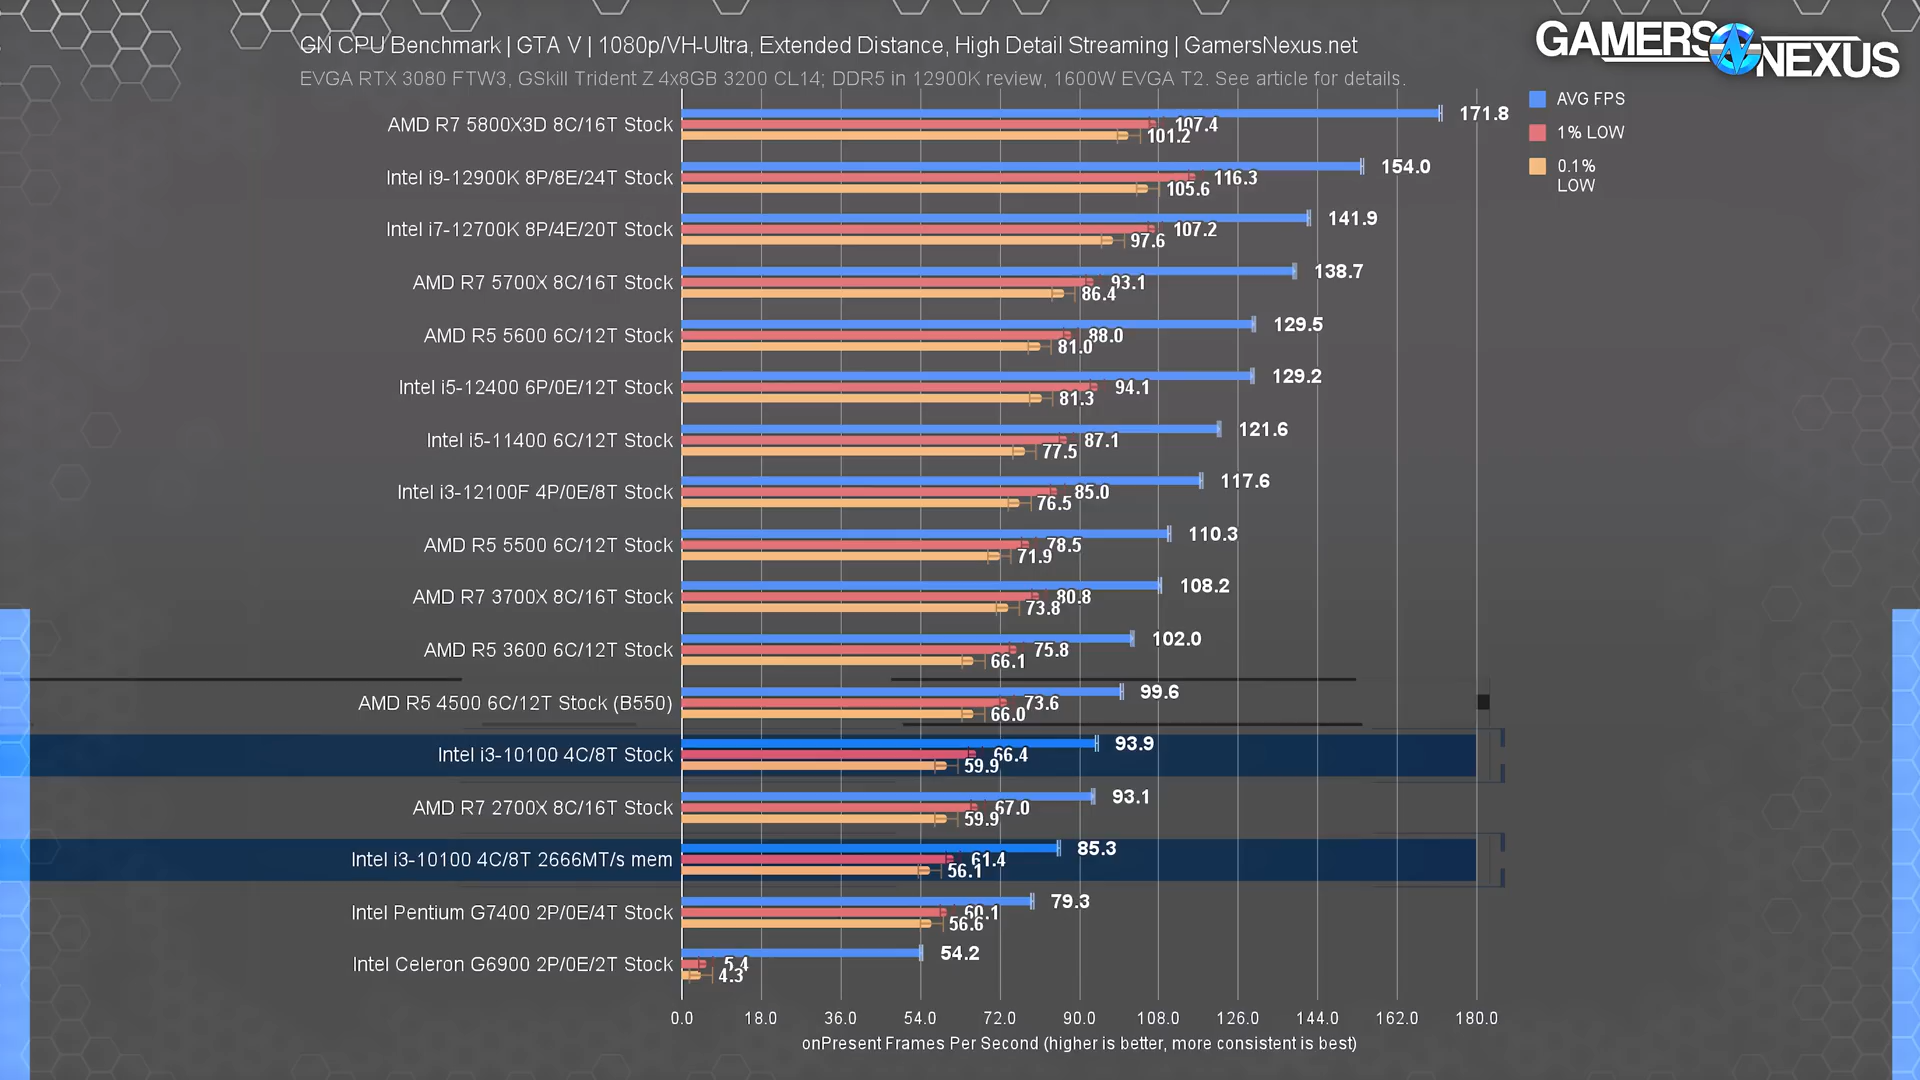 GN CPU Benchmark | GTA V | 1080p/VH-Ultra, Extended Distance, High Detail Streaming | GamersNexus.net
EVGA RTX 3080 FTW3, GSkill Trident Z 4x8GB 3200 CL14; DDR5 in 12900K review, 1600W EVGA T2. See article for details.
GAMERS NEXUS
AVG FPS
1% LOW
0.1%
LOW
AMD R7 5800X3D 8C/16T Stock
171.8
107.4
101.2
Intel i9-12900K 8P/8E/24T Stock
154.0
116.3
105.6
Intel i7-12700K 8P/4E/20T Stock
141.9
107.2
97.6
AMD R7 5700X 8C/16T Stock
138.7
93.1
86.4
AMD R5 5600 6C/12T Stock
129.5
88.0
81.0
Intel i5-12400 6P/0E/12T Stock
129.2
94.1
81.3
Intel i5-11400 6C/12T Stock
121.6
87.1
77.5
Intel i3-12100F 4P/0E/8T Stock
117.6
85.0
76.5
AMD R5 5500 6C/12T Stock
110.3
78.5
71.9
AMD R7 3700X 8C/16T Stock
108.2
80.8
73.8
AMD R5 3600 6C/12T Stock
102.0
75.8
66.1
AMD R5 4500 6C/12T Stock (B550)
99.6
73.6
66.0
Intel i3-10100 4C/8T Stock
93.9
66.4
59.9
AMD R7 2700X 8C/16T Stock
93.1
67.0
59.9
Intel i3-10100 4C/8T 2666MT/s mem
85.3
61.4
56.1
Intel Pentium G7400 2P/0E/4T Stock
79.3
60.1
56.6
Intel Celeron G6900 2P/0E/2T Stock
54.2
5.4
4.3
0.0 18.0 36.0 54.0 72.0 90.0 108.0 126.0 144.0 162.0 180.0
onPresent Frames Per Second (higher is better, more consistent is best)